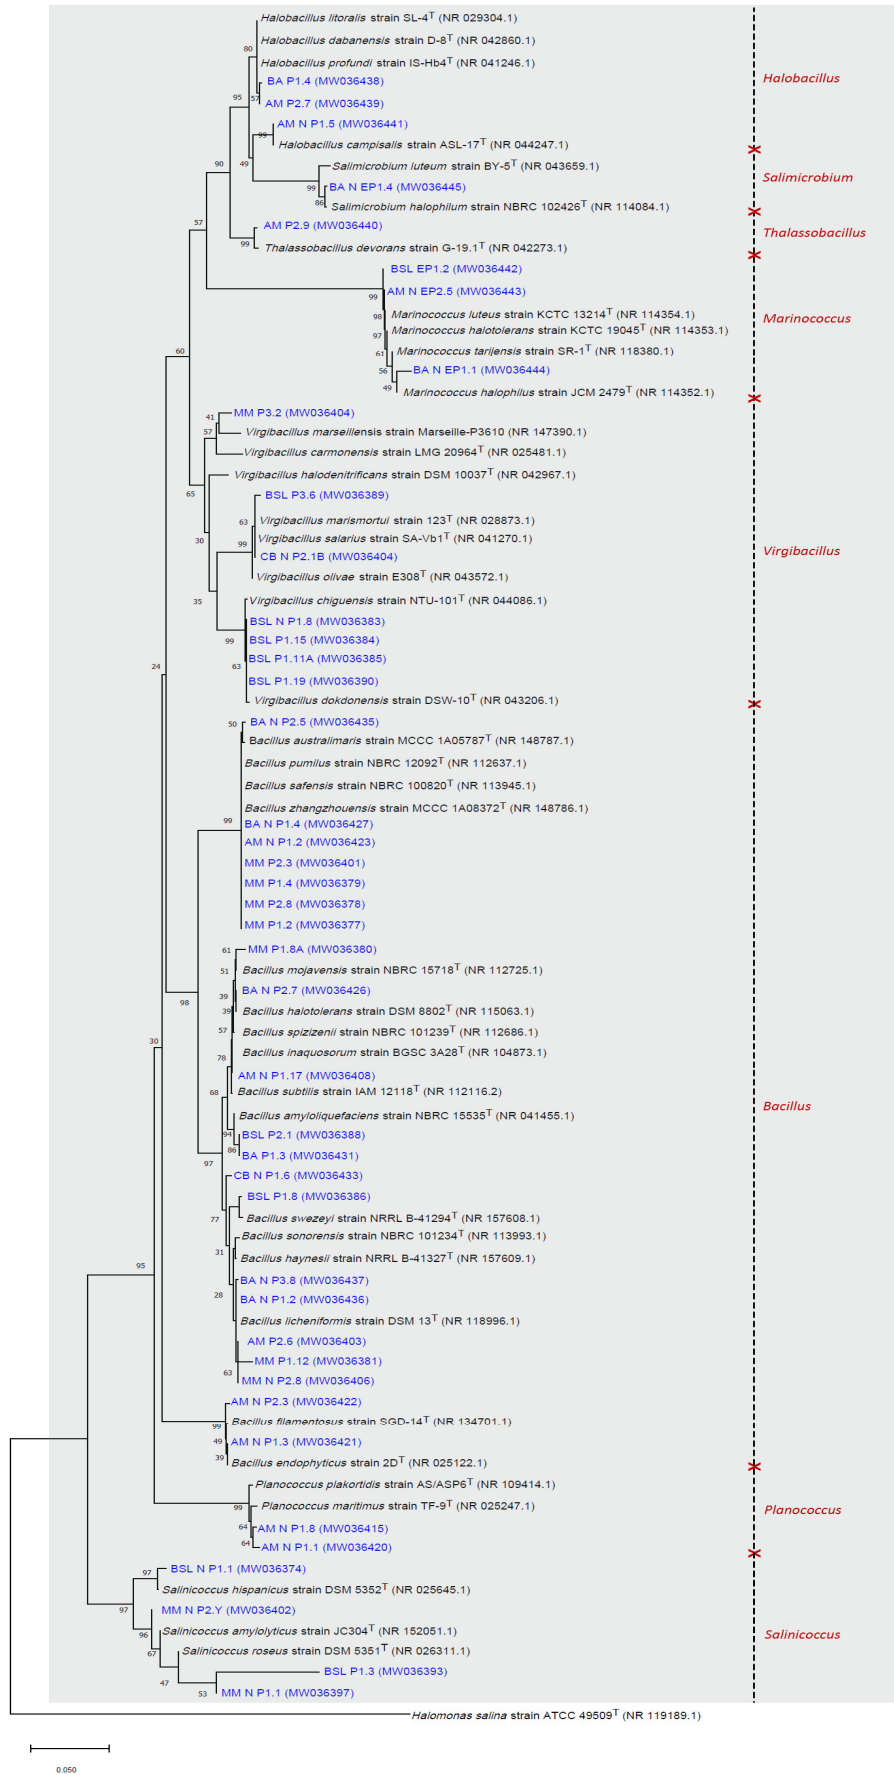 Halobacillus litoralis strain SL-4T (NR 029304.1)
80
Halobacillus dabanensis strain D-8T (NR 042860.1)
Halobacillus profundi strain IS-Hb4T (NR 041246.1)
Halobacillus
BA P1.4 (MW036438)
95
57
AM P2.7 (MW036439)
AM N P1.5 (MW036441)
99
Halobacillus campisalis strain ASL-17T (NR 044247.1)
49
Salimicrobium luteum strain BY-5T (NR 043659.1)
90
Salimicrobium
99
BA N EP1.4 (MW036445)
86
Salimicrobium halophilum strain NBRC 102426T (NR 114084.1)
57
AM P2.9 (MW036440)
Thalassobacillus
99
Thalassobacillus devorans strain G-19.1T (NR 042273.1)
BSL EP1.2 (MW036442)
AM N EP2.5 (MW036443)
99
98
Marinococcus luteus strain KCTC 13214T (NR 114354.1)
Marinococcus
97
Marinococcus halotolerans strain KCTC 19045T (NR 114353.1)
60
61
Marinococcus tarijensis strain SR-1T (NR 118380.1)
56
BA N EP1.1 (MW036444)
49
Marinococcus halophilus strain JCM 2479T (NR 114352.1)
41
MM P3.2 (MW036404)
57
Virgibacillus marseillensis strain Marseille-P3610 (NR 147390.1)
Virgibacillus carmonensis strain LMG 20964T (NR 025481.1)
65
Virgibacillus halodenitrificans strain DSM 10037T (NR 042967.1)
BSL P3.6 (MW036389)
63
Virgibacillus marismortui strain 123T (NR 028873.1)
30
Virgibacillus salarius strain SA-Vb1T (NR 041270.1)
99
Virgibacillus
CB N P2.1B (MW036404)
Virgibacillus olivae strain E308T (NR 043572.1)
35
Virgibacillus chiguensis strain NTU-101T (NR 044086.1)
BSL N P1.8 (MW036383)
99
BSL P1.15 (MW036384)
63
BSL P1.11A (MW036385)
24
BSL P1.19 (MW036390)
Virgibacillus dokdonensis strain DSW-10T (NR 043206.1)
50
BA N P2.5 (MW036435)
Bacillus australimaris strain MCCC 1A05787T (NR 148787.1)
Bacillus pumilus strain NBRC 12092T (NR 112637.1)
Bacillus safensis strain NBRC 100820T (NR 113945.1)
Bacillus zhangzhouensis strain MCCC 1A08372T (NR 148786.1)
99
BA N P1.4 (MW036427)
AM N P1.2 (MW036423)
MM P2.3 (MW036401)
MM P1.4 (MW036379)
MM P2.8 (MW036378)
MM P1.2 (MW036377)
61
MM P1.8A (MW036380)
51
Bacillus mojavensis strain NBRC 15718T (NR 112725.1)
98
39
BA N P2.7 (MW036426)
39
Bacillus halotolerans strain DSM 8802T (NR 115063.1)
57
Bacillus spizizenii strain NBRC 101239T (NR 112686.1)
30
78
Bacillus inaquosorum strain BGSC 3A28T (NR 104873.1)
AM N P1.17 (MW036408)
68
Bacillus subtilis strain IAM 12118T (NR 112116.2)
Bacillus
Bacillus amyloliquefaciens strain NBRC 15535T (NR 041455.1)
94
BSL P2.1 (MW036388)
86
BA P1.3 (MW036431)
97
CB N P1.6 (MW036433)
BSL P1.8 (MW036386)
77
Bacillus swezeyi strain NRRL B-41294T (NR 157608.1)
Bacillus sonorensis strain NBRC 101234T (NR 113993.1)
31
Bacillus haynesii strain NRRL B-41327T (NR 157609.1)
95
BA N P3.8 (MW036437)
28
BA N P1.2 (MW036436)
Bacillus licheniformis strain DSM 13T (NR 118996.1)
AM P2.6 (MW036403)
MM P1.12 (MW036381)
63
MM N P2.8 (MW036406)
AM N P2.3 (MW036422)
99
Bacillus filamentosus strain SGD-14T (NR 134701.1)
49
AM N P1.3 (MW036421)
39
Bacillus endophyticus strain 2DT (NR 025122.1)
Planococcus plakortidis strain AS/ASP6T (NR 109414.1)
99
Planococcus maritimus strain TF-9T (NR 025247.1)
Planococcus
64
AM N P1.8 (MW036415)
64
AM N P1.1 (MW036420)
97
BSL N P1.1 (MW036374)
Salinicoccus hispanicus strain DSM 5352T (NR 025645.1)
97
MM N P2.Y (MW036402)
96
Salinicoccus amylolyticus strain JC304T (NR 152051.1)
Salinicoccus
67
Salinicoccus roseus strain DSM 5351T (NR 026311.1)
47
BSL P1.3 (MW036393)
53
MM N P1.1 (MW036397)
Halomonas salina strain ATCC 49509T (NR 119189.1)
0.050